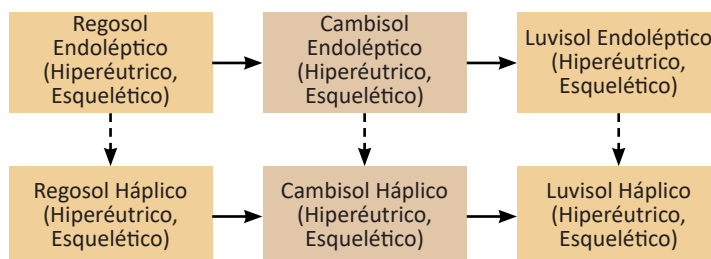 Regosol
Endoléptico
(Hiperéutrico,
Esquelético)
Cambisol
Endoléptico
(Hiperéutrico,
Esquelético)
Luvisol Endoléptico
(Hiperéutrico,
Esquelético)
Regosol Háplico
(Hiperéutrico,
Esquelético)
Cambisol Háplico
(Hiperéutrico,
Esquelético)
Luvisol Háplico
(Hiperéutrico,
Esquelético)